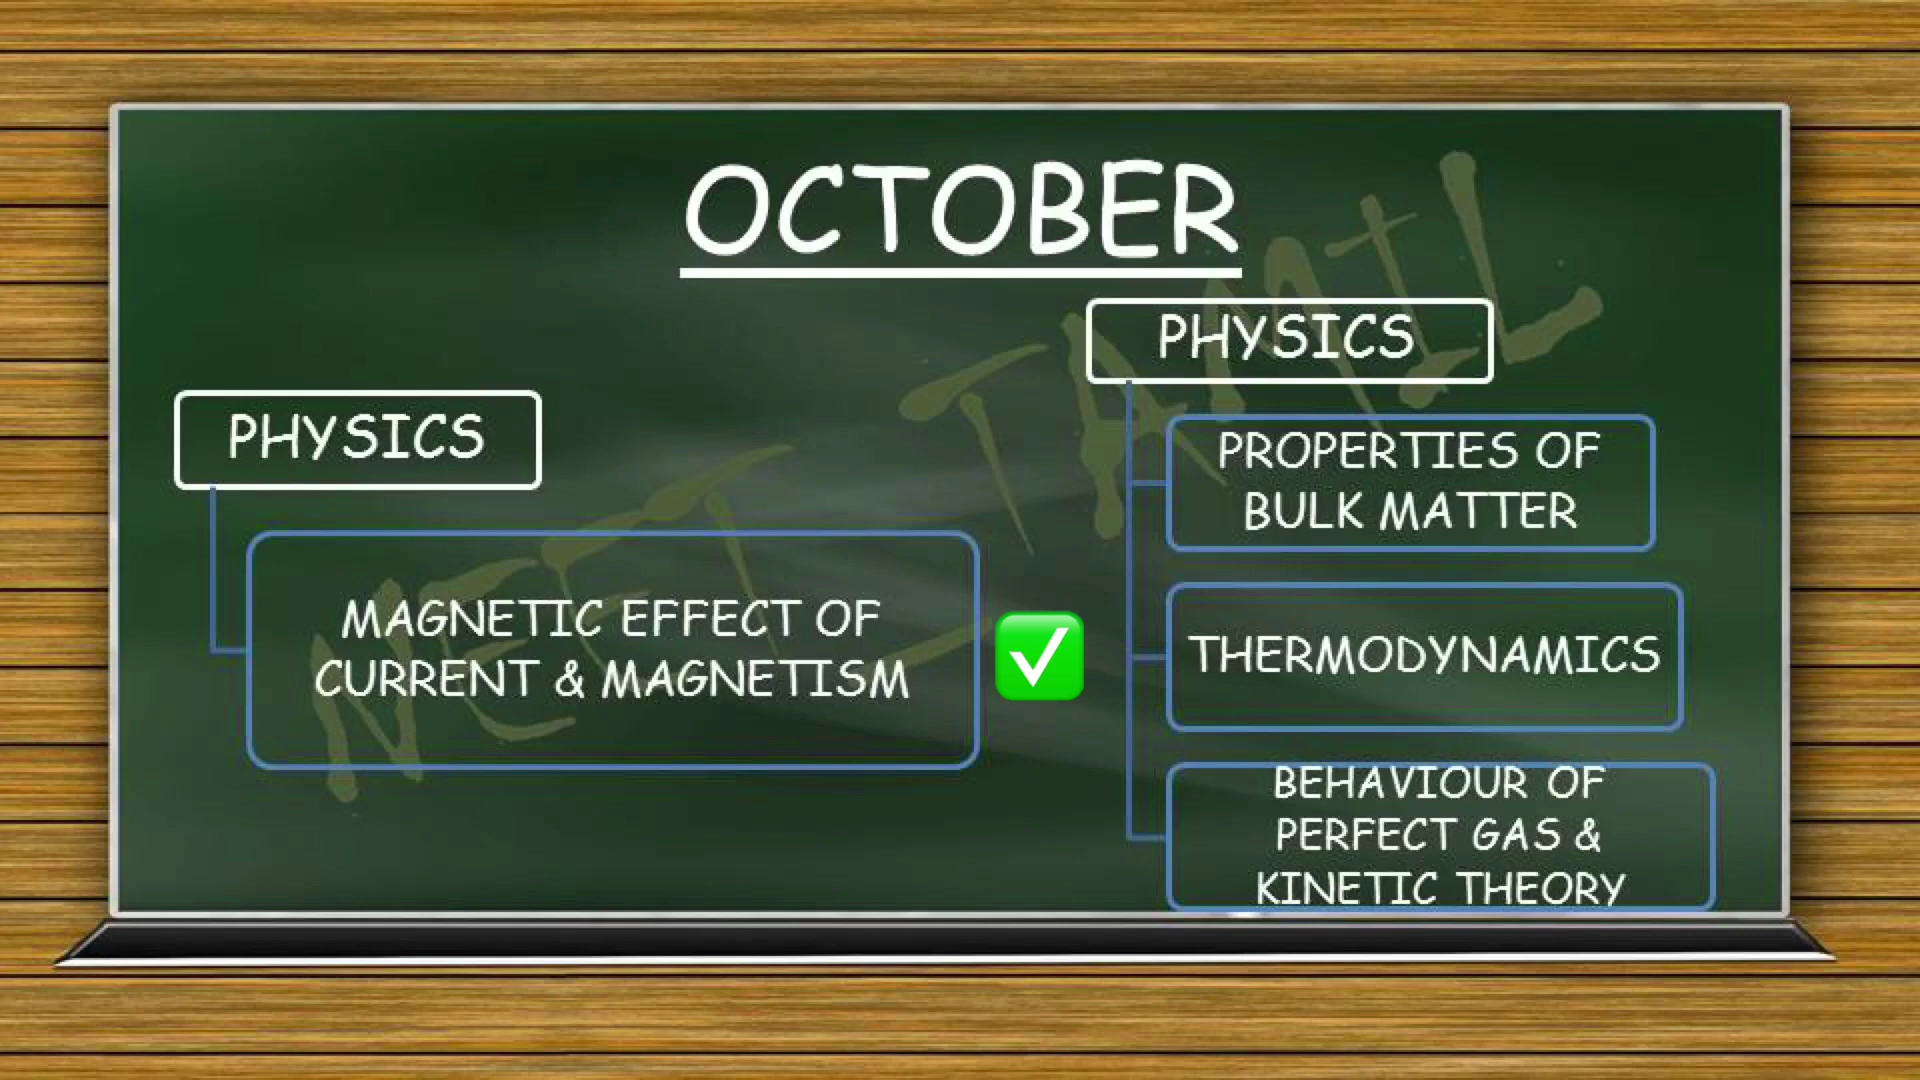 OCTOBER
PHYSICS
MAGNETIC EFFECT OF
CURRENT & MAGNETISM
PHYSICS
PROPERTIES OF
BULK MATTER
THERMODYNAMICS
BEHAVIOUR OF
PERFECT GAS &
KINETIC THEORY
NEET_TAMIL